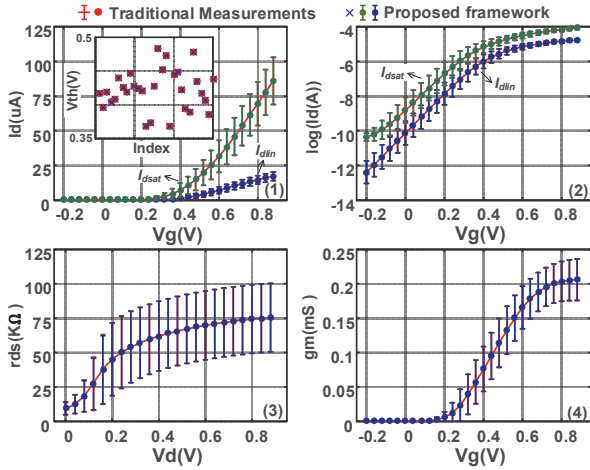 Traditional Measurements
Proposed framework
125
100
75
50
25
0
Id(uA)
0.5
0.35
Vth(V)
Index
Idsat
Idlin
(1)
-0.2 0 0.2 0.4 0.6 0.8
Vg(V)
-4
-6
-8
-10
-12
-14
log(Id(A))
Idsat
Idlin
(2)
-0.2 0 0.2 0.4 0.6 0.8
Vg(V)
125
100
75
50
25
0
rds(KΩ)
(3)
0 0.2 0.4 0.6 0.8
Vd(V)
0.25
0.2
0.15
0.1
0.05
0
gm(mS)
(4)
-0.2 0 0.2 0.4 0.6 0.8
Vg(V)